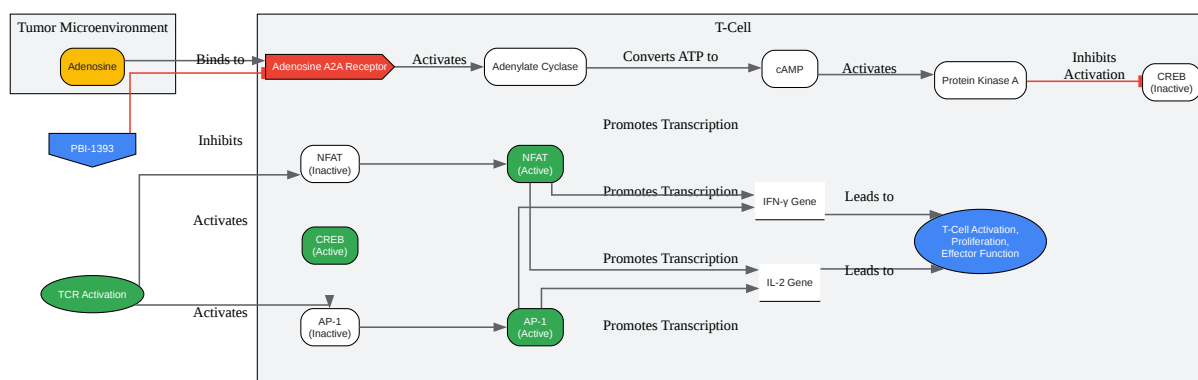 Tumor Microenvironment
T-Cell
Adenosine
Binds to
Adenosine A2A Receptor
Activates
Adenylate Cyclase
Converts ATP to
cAMP
Activates
Protein Kinase A
Inhibits
Activation
CREB
(Inactive)
PBI-1393
Inhibits
Promotes Transcription
NFAT
(Inactive)
NFAT
(Active)
Promotes Transcription
IFN-γ Gene
Leads to
Activates
CREB
(Active)
T-Cell Activation,
Proliferation,
Effector Function
Promotes Transcription
IL-2 Gene
Leads to
TCR Activation
Activates
AP-1
(Inactive)
AP-1
(Active)
Promotes Transcription